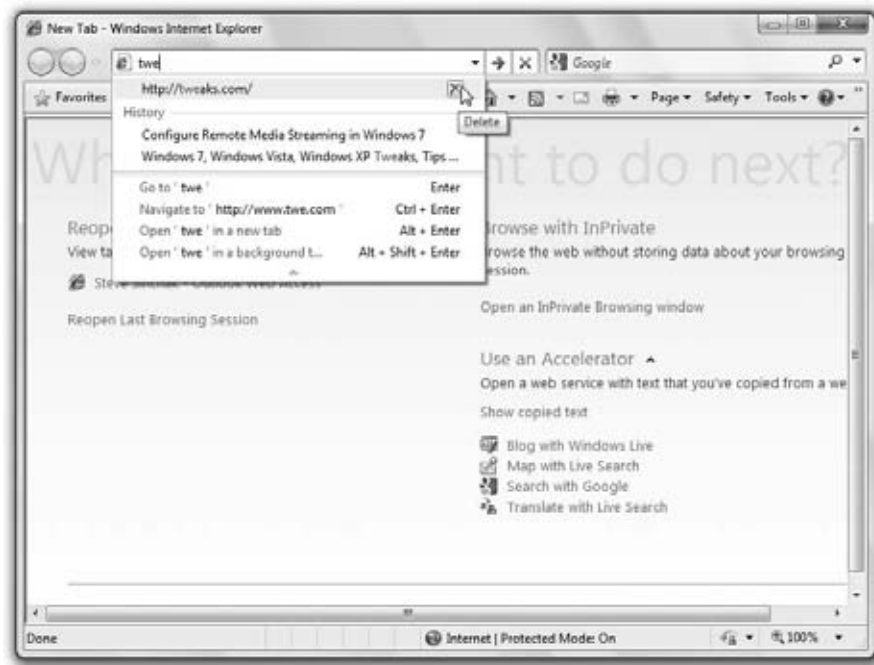 New Tab - Windows Internet Explorer
twe
Google
http://tweaks.com/
Delete
Favorites
Page
Safety
Tools
History
Configure Remote Media Streaming in Windows 7
Windows 7, Windows Vista, Windows XP Tweaks, Tips ...
Go to ' twe ' Enter
Navigate to ' http://www.twe.com ' Ctrl + Enter
Open ' twe ' in a new tab Alt + Enter
Open ' twe ' in a background t... Alt + Shift + Enter
Wh nt to do next?
Reop
View ta
Reopen Last Browsing Session
Browse with InPrivate
Browse the web without storing data about your browsing
session.
Open an InPrivate Browsing window
Use an Accelerator
Open a web service with text that you've copied from a we
Show copied text
Blog with Windows Live
Map with Live Search
Search with Google
Translate with Live Search
Done
Internet | Protected Mode: On
100%